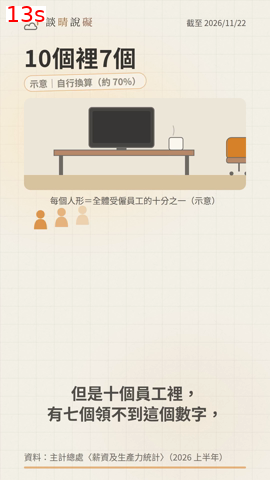 13s
談晴說礙
截至 2026/11/22
10個裡7個
示意｜自行換算（約 70%）
每個人形＝全體受僱員工的十分之一（示意）
但是十個員工裡，
有七個領不到這個數字，
資料：主計總處〈薪資及生產力統計〉（2026 上半年）